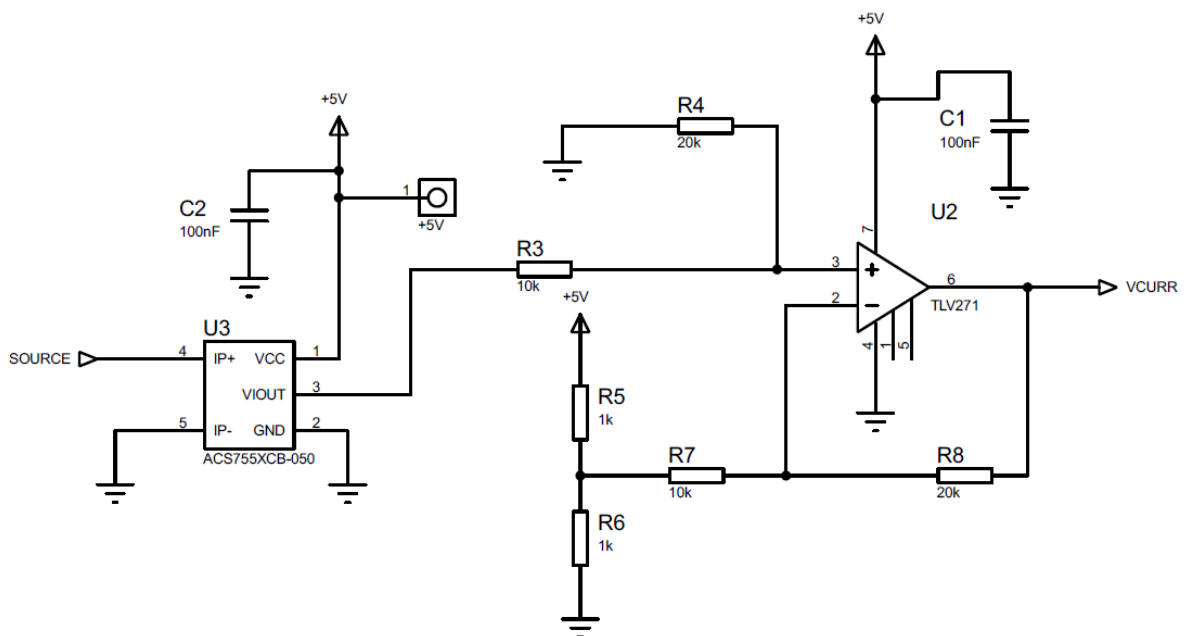 +5V
R4
20k
C1
100nF
+5V
C2
100nF
1
+5V
U2
7
R3
10k
3
+
2
−
6
TLV271
VCURR
4
1
5
+5V
U3
SOURCE
4
IP+
VCC
1
VIOUT
3
5
IP-
GND
2
ACS755XCB-050
R5
1k
R7
10k
R8
20k
R6
1k